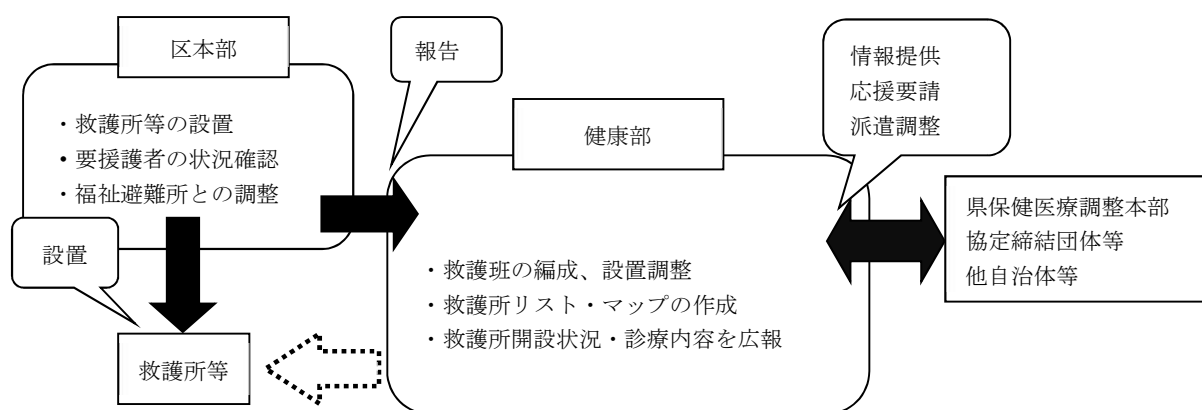 区本部
・救護所等の設置
・要援護者の状況確認
・福祉避難所との調整
設置
救護所等
報告
健康部
・救護班の編成、設置調整
・救護所リスト・マップの作成
・救護所開設状況・診療内容を広報
情報提供
応援要請
派遣調整
県保健医療調整本部
協定締結団体等
他自治体等